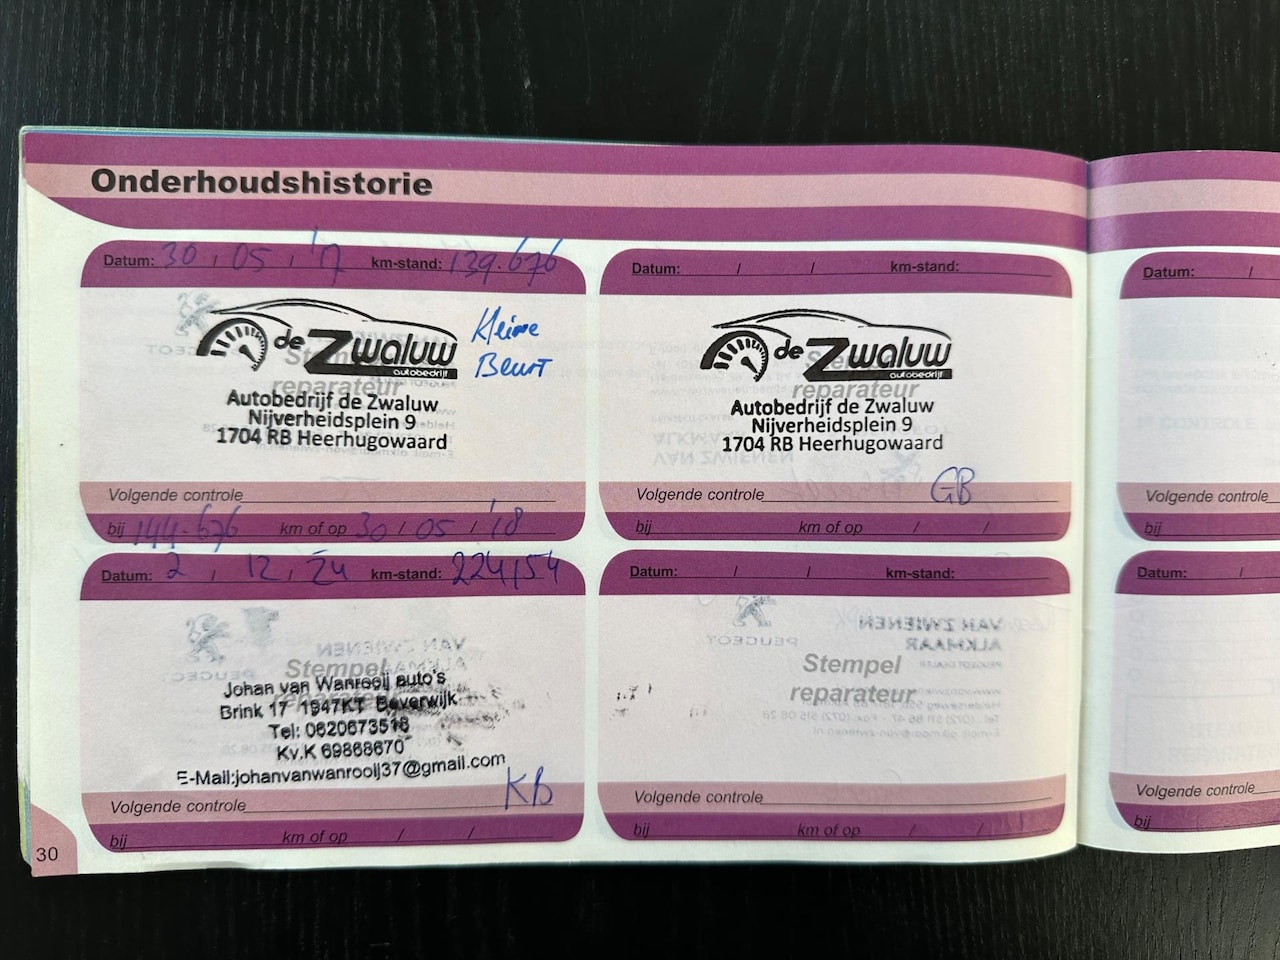 Onderhoudshistorie
Datum: 30 / 05 / '17 km-stand: 139.676
de Zwaluw
autobedrijf
Kleine
Beurt
Stempel
reparateur
Autobedrijf de Zwaluw
Nijverheidsplein 9
1704 RB Heerhugowaard
Volgende controle
bij 144.676 km of op 30 / 05 / '18
Datum: / / km-stand:
de Zwaluw
autobedrijf
Stempel
reparateur
Autobedrijf de Zwaluw
Nijverheidsplein 9
1704 RB Heerhugowaard
Volgende controle GB
bij km of op / /
Datum: 2 / 12 / 24 km-stand: 224154
Stempel
Johan van Wanrooij auto's
Brink 17 1947KT Beverwijk
Tel: 0620673518
Kv.K 69868670
E-Mail:johanvanwanrooij37@gmail.com
KB
Volgende controle
bij km of op / /
Datum: / / km-stand:
Stempel
reparateur
Volgende controle
bij km of op / /
30
Datum: /
Volgende controle
bij
Datum: /
Volgende controle
bij